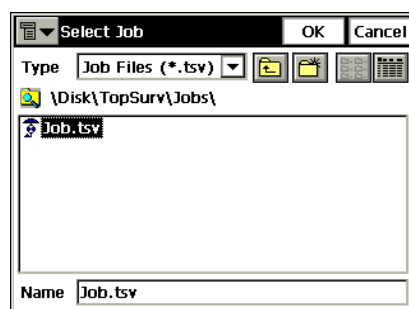 Select Job OK Cancel
Type Job Files (*.tsv)
\Disk\TopSurv\Jobs\
Job.tsv
Name Job.tsv